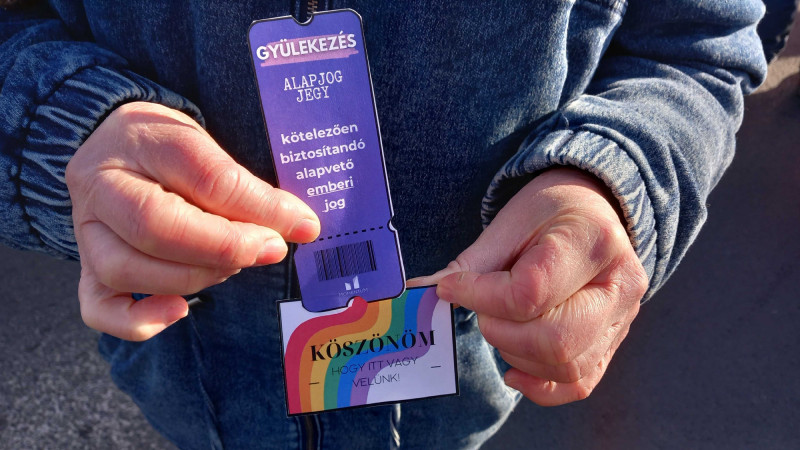 GYÜLEKEZÉS
ALAPJOG
JEGY
kötelezően
biztosítandó
alapvető
emberi
jog
KÖSZÖNÖM
HOGY ITT VAGY
VELÜNK!